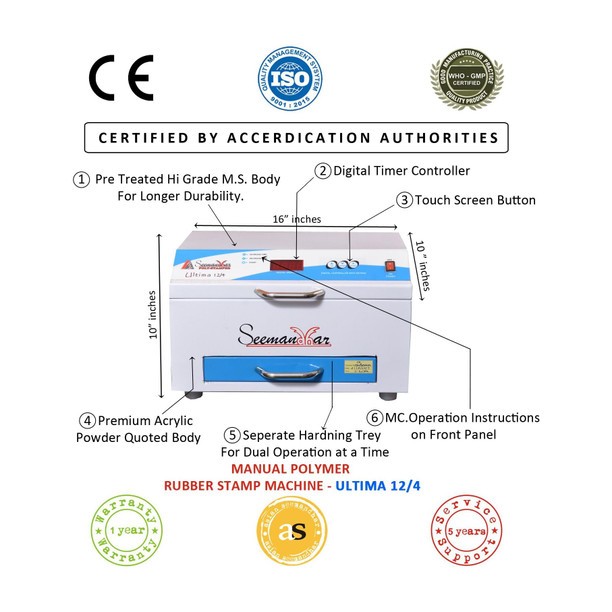 CE
QUALITY MANAGEMENT SYSTEM
ISO
9001:2015
GOOD MANUFACTURING PRACTICE
WHO - GMP
CERTIFIED
QUALITY PRODUCT
CERTIFIED BY ACCERDICATION AUTHORITIES
1 Pre Treated Hi Grade M.S. Body
For Longer Durability.
2 Digital Timer Controller
3 Touch Screen Button
16" inches
10" inches
10" inches
Seemandhar
Ultima 12/4
Seemandhar
4 Premium Acrylic
Powder Quoted Body
5 Seperate Hardning Trey
For Dual Operation at a Time
6 MC.Operation Instructions
on Front Panel
MANUAL POLYMER
RUBBER STAMP MACHINE - ULTIMA 12/4
Warranty
1 year
Warranty
asian seemandhar
as
asian seemandhar
Service
5 years
Support